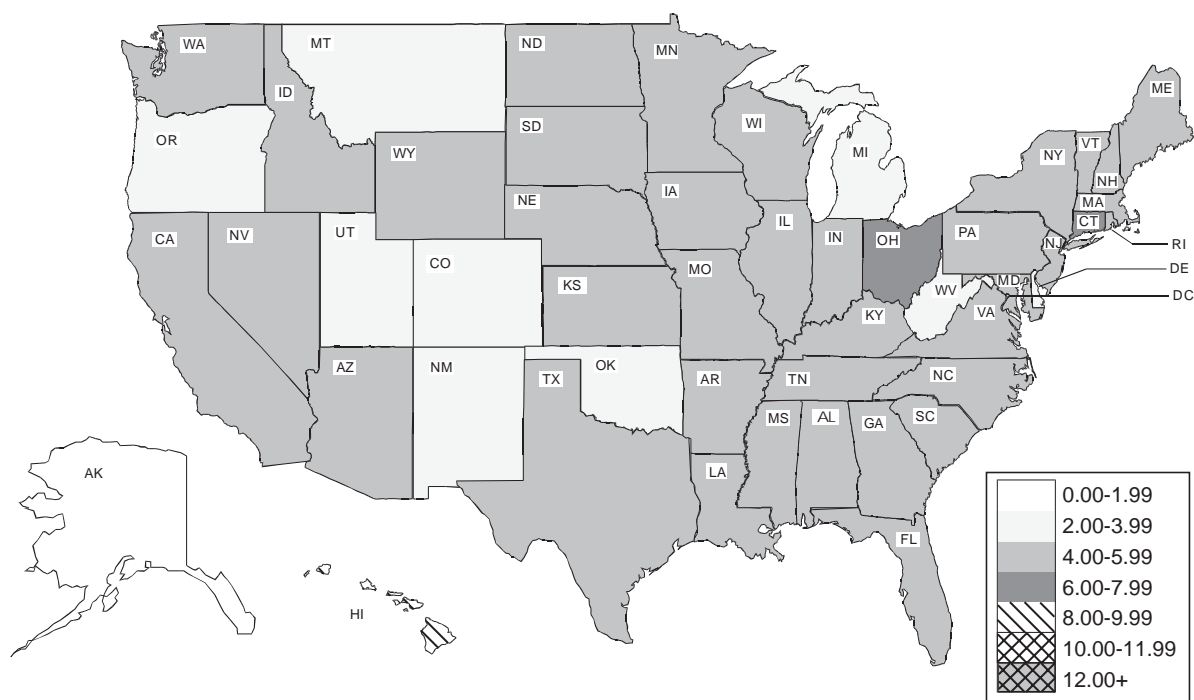 WA
MT
ND
MN
ID
OR
SD
WI
WY
MI
ME
VT
NY
NH
MA
CT
RI
IA
NE
CA
NV
UT
CO
IL
IN
OH
PA
NJ
DE
MD
DC
WV
VA
KS
MO
KY
AZ
NM
OK
TX
AR
TN
NC
MS
AL
GA
SC
LA
FL
AK
HI
0.00-1.99
2.00-3.99
4.00-5.99
6.00-7.99
8.00-9.99
10.00-11.99
12.00+